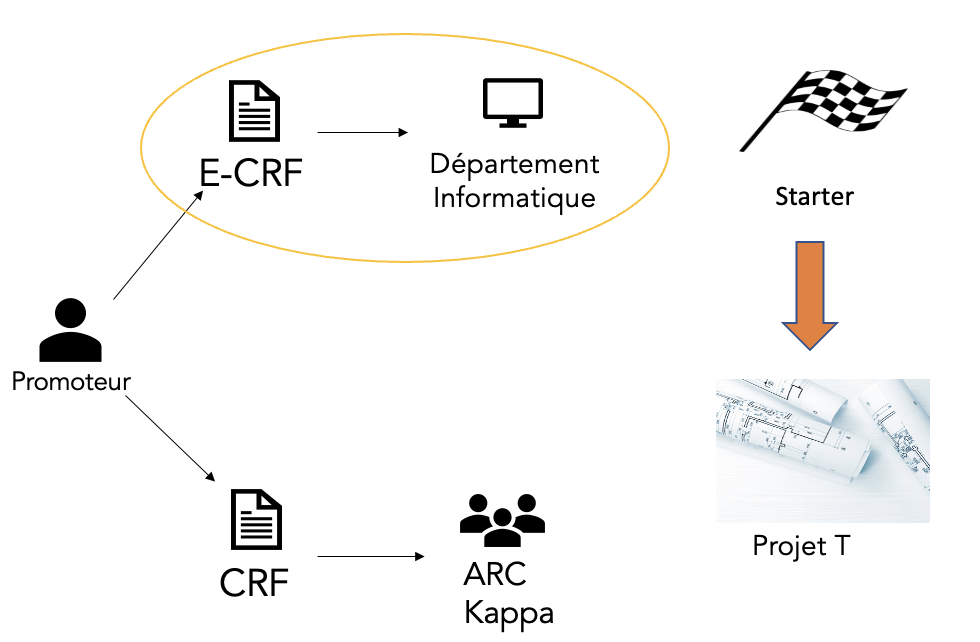 E-CRF
Département
Informatique
Starter
Promoteur
CRF
ARC
Kappa
Projet T